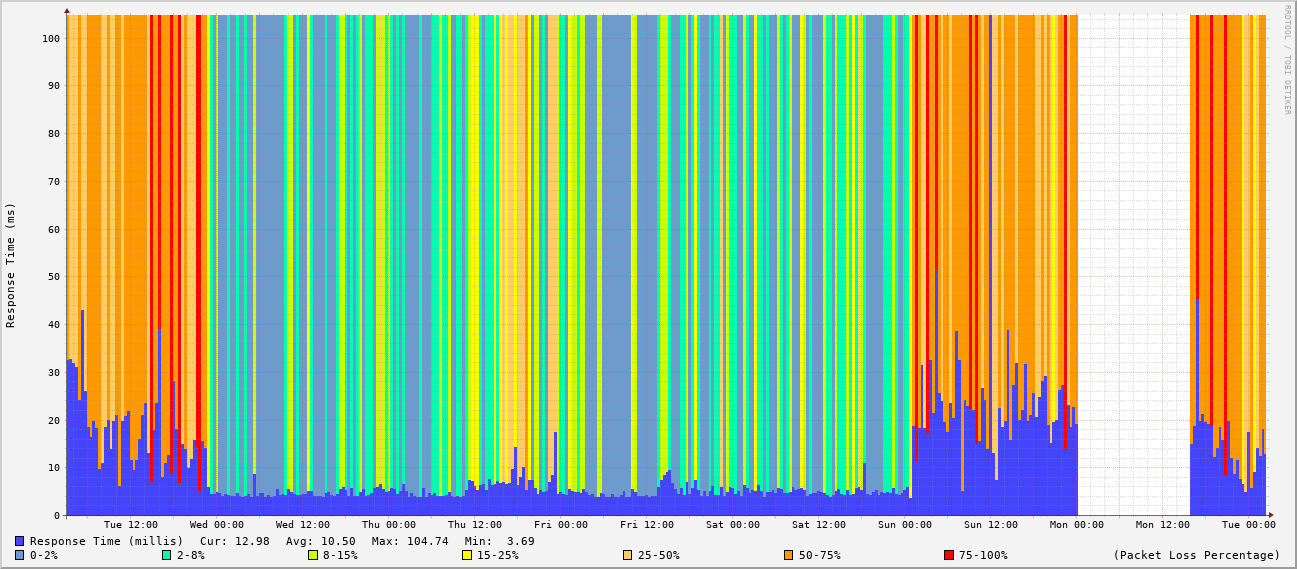 RRDTOOL / TOBI OETIKER
Response Time (ms)
100
90
80
70
60
50
40
30
20
10
0
Tue 12:00 Wed 00:00 Wed 12:00 Thu 00:00 Thu 12:00 Fri 00:00 Fri 12:00 Sat 00:00 Sat 12:00 Sun 00:00 Sun 12:00 Mon 00:00 Mon 12:00 Tue 00:00
Response Time (millis) Cur: 12.98 Avg: 10.50 Max: 104.74 Min: 3.69
0-2% 2-8% 8-15% 15-25% 25-50% 50-75% 75-100% (Packet Loss Percentage)